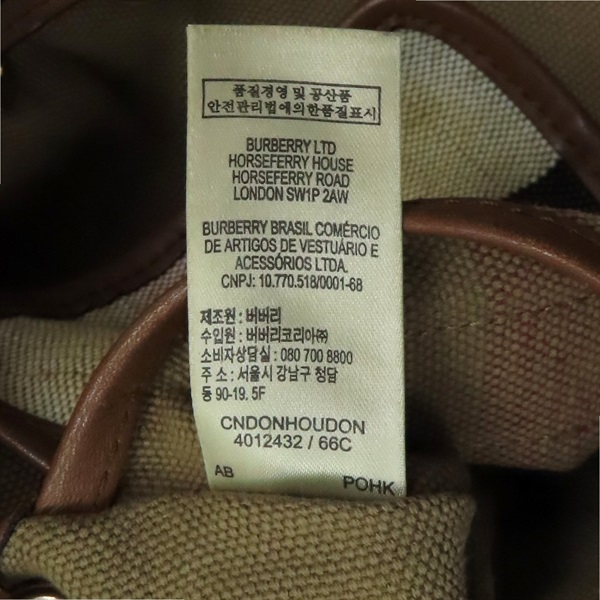 품질경영 및 공산품
안전관리법에의한품질표시
BURBERRY LTD
HORSEFERRY HOUSE
HORSEFERRY ROAD
LONDON SW1P 2AW
BURBERRY BRASIL COMÉRCIO
DE ARTIGOS DE VESTUÁRIO E
ACESSÓRIOS LTDA.
CNPJ: 10.770.518/0001-68
제조원 : 버버리
수입원 : 버버리코리아㈜
소비자상담실 : 080 700 8800
주 소 : 서울시 강남구 청담
동 90-19. 5F
CNDONHOUDON
4012432 / 66C
AB
POHK